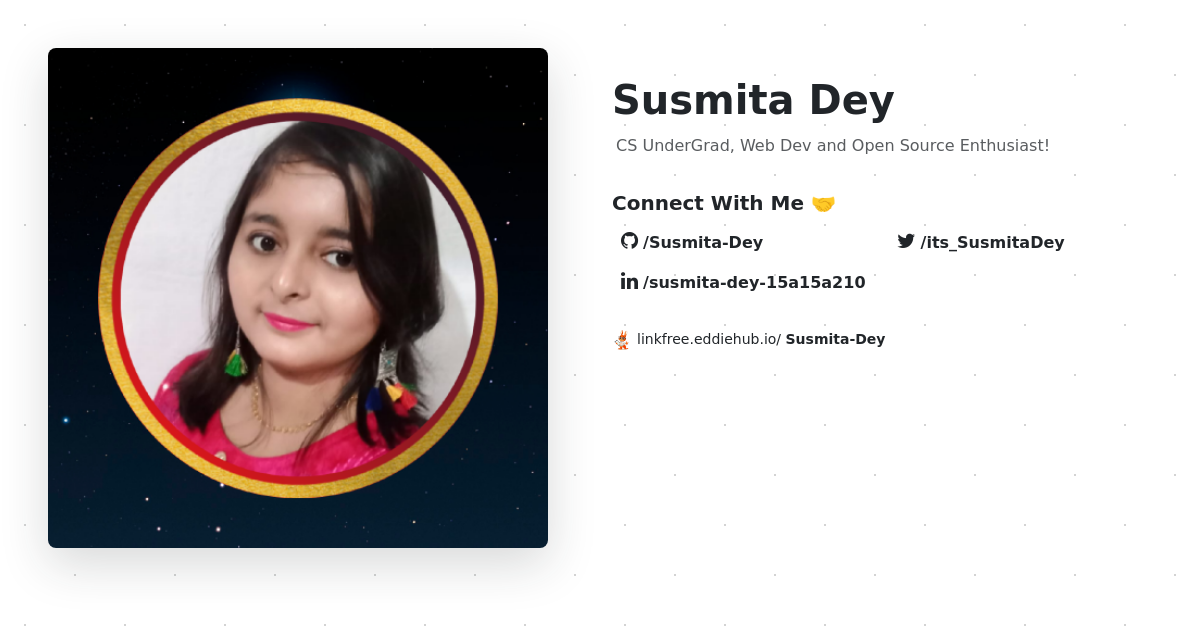 Susmita Dey
CS UnderGrad, Web Dev and Open Source Enthusiast!
Connect With Me 🤝
/Susmita-Dey
/its_SusmitaDey
/susmita-dey-15a15a210
linkfree.eddiehub.io/ Susmita-Dey